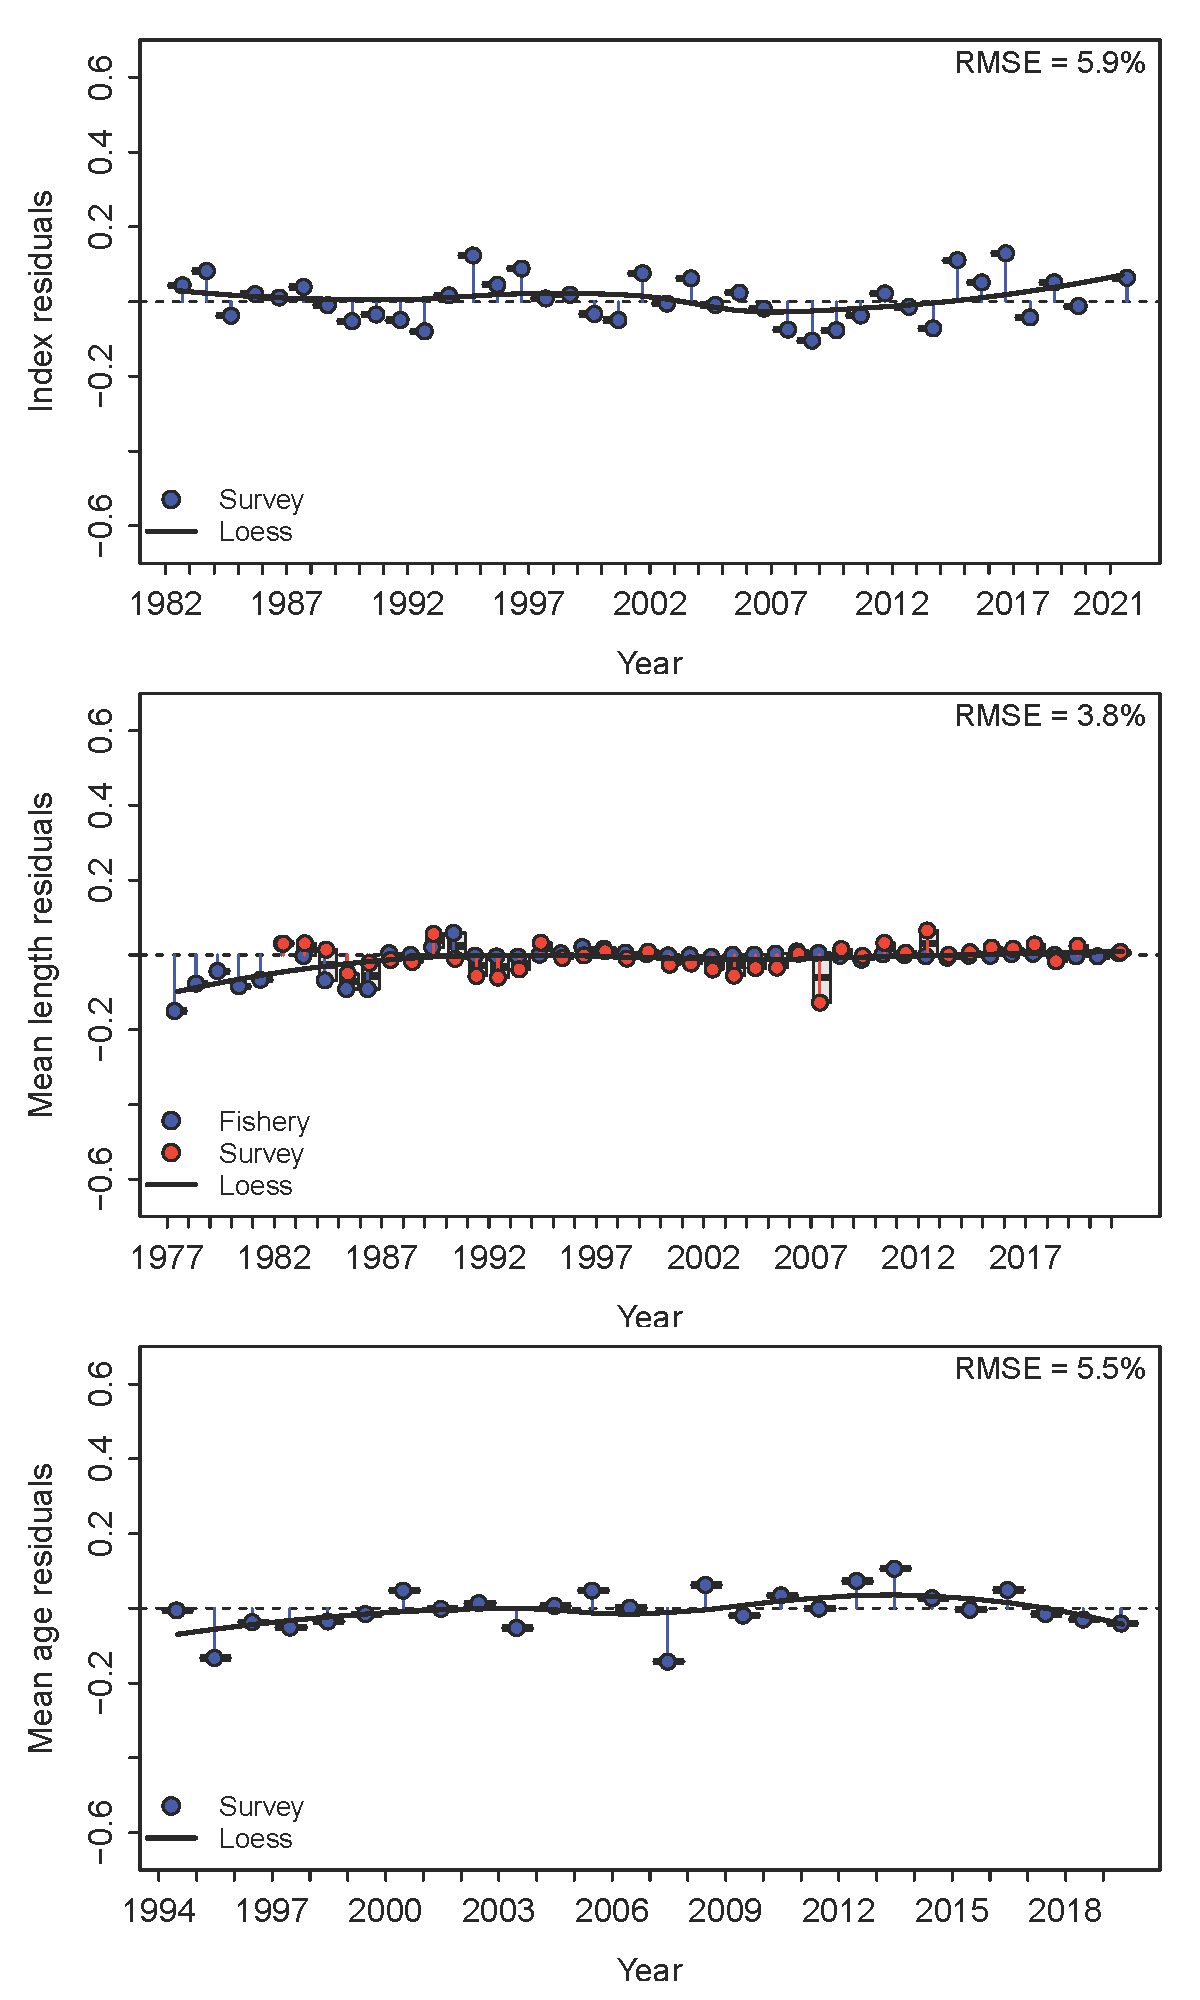 RMSE = 5.9%
0.6
0.4
0.2
−0.2
−0.6
Index residuals
Survey
Loess
1982 1987 1992 1997 2002 2007 2012 2017 2021
Year
RMSE = 3.8%
0.6
0.4
0.2
−0.2
−0.6
Mean length residuals
Fishery
Survey
Loess
1977 1982 1987 1992 1997 2002 2007 2012 2017
Year
RMSE = 5.5%
0.6
0.4
0.2
−0.2
−0.6
Mean age residuals
Survey
Loess
1994 1997 2000 2003 2006 2009 2012 2015 2018
Year